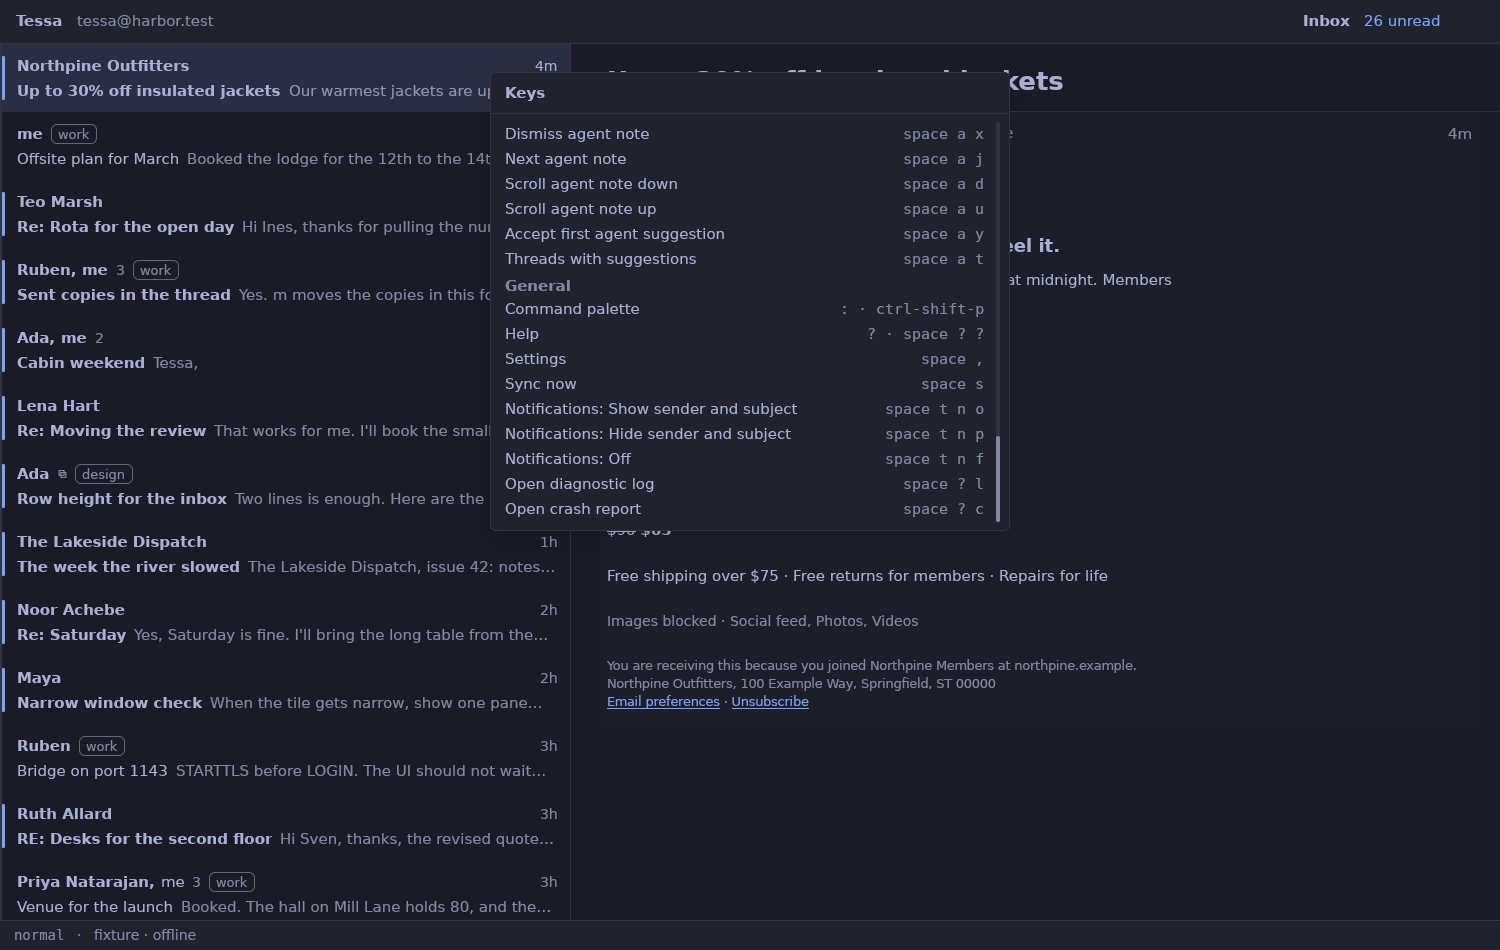 Tessa tessa@harbor.test
Inbox 26 unread
Northpine Outfitters 4m
Up to 30% off insulated jackets Our warmest jackets are up
me work
Offsite plan for March Booked the lodge for the 12th to the 14t
Teo Marsh
Re: Rota for the open day Hi Ines, thanks for pulling the nu
Ruben, me 3 work
Sent copies in the thread Yes. m moves the copies in this fo
Ada, me 2
Cabin weekend Tessa,
Lena Hart
Re: Moving the review That works for me. I'll book the small
Ada design
Row height for the inbox Two lines is enough. Here are the
The Lakeside Dispatch 1h
The week the river slowed The Lakeside Dispatch, issue 42: notes…
Noor Achebe 2h
Re: Saturday Yes, Saturday is fine. I'll bring the long table from the…
Maya 2h
Narrow window check When the tile gets narrow, show one pane…
Ruben work 3h
Bridge on port 1143 STARTTLS before LOGIN. The UI should not wait…
Ruth Allard 3h
RE: Desks for the second floor Hi Sven, thanks, the revised quote…
Priya Natarajan, me 3 work 3h
Venue for the launch Booked. The hall on Mill Lane holds 80, and the…
Keys
Dismiss agent note space a x
Next agent note space a j
Scroll agent note down space a d
Scroll agent note up space a u
Accept first agent suggestion space a y
Threads with suggestions space a t
General
Command palette : · ctrl-shift-p
Help ? · space ? ?
Settings space ,
Sync now space s
Notifications: Show sender and subject space t n o
Notifications: Hide sender and subject space t n p
Notifications: Off space t n f
Open diagnostic log space ? l
Open crash report space ? c
kets
4m
eel it.
at midnight. Members
Free shipping over $75 · Free returns for members · Repairs for life
Images blocked · Social feed, Photos, Videos
You are receiving this because you joined Northpine Members at northpine.example.
Northpine Outfitters, 100 Example Way, Springfield, ST 00000
Email preferences · Unsubscribe
normal · fixture · offline